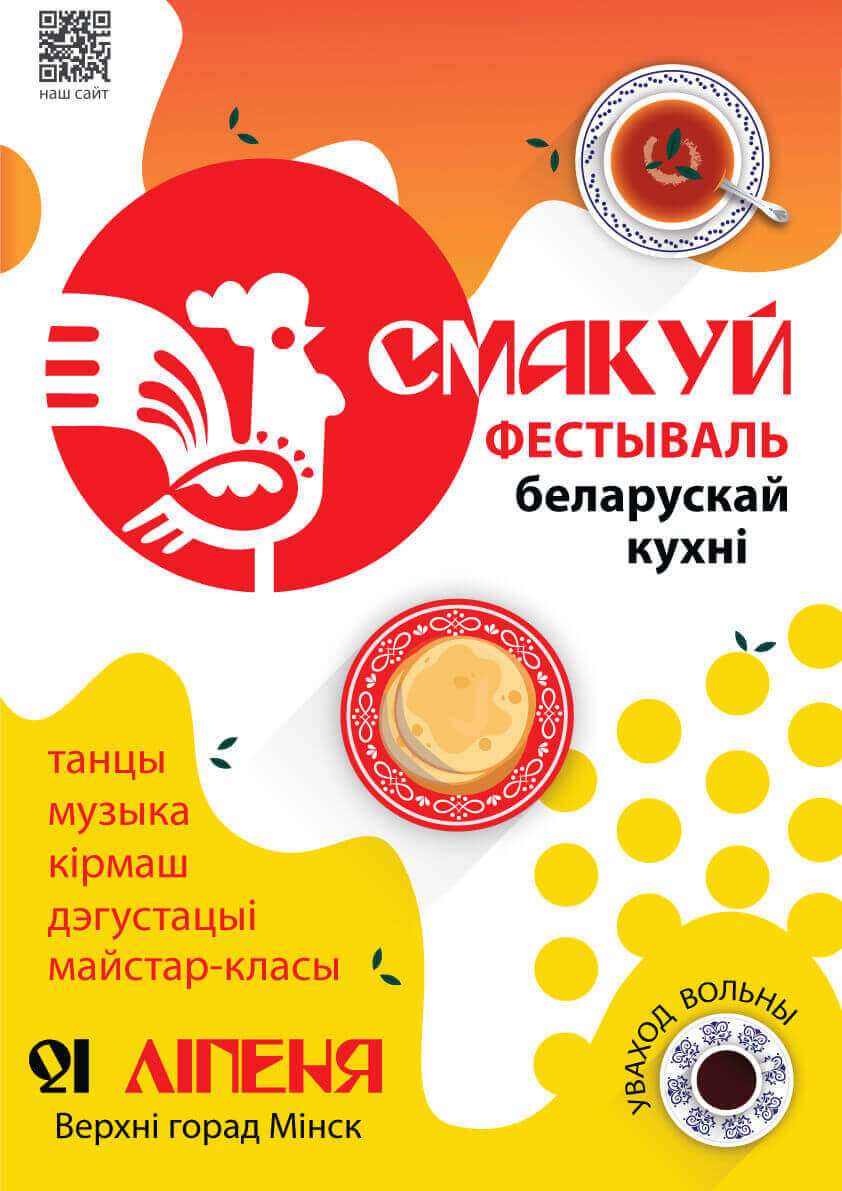 наш сайт
СМАКУЙ
ФЕСТЫВАЛЬ
беларускай
кухні
танцы
музыка
кірмаш
дэгустацыі
майстар-класы
21 ЛІПЕНЯ
Верхні горад Мінск
УВАХОД ВОЛЬНЫ